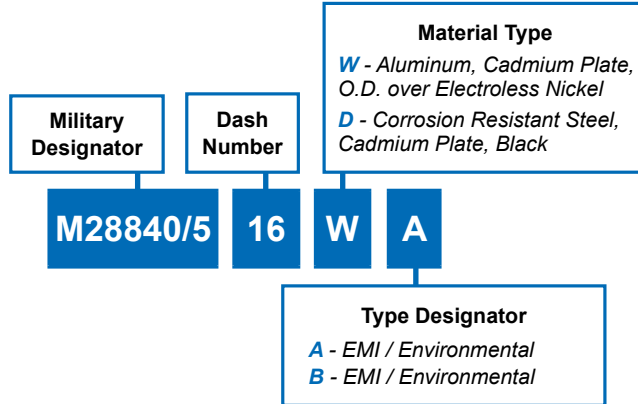 Material Type
W - Aluminum, Cadmium Plate,
O.D. over Electroless Nickel
D - Corrosion Resistant Steel,
Cadmium Plate, Black
Military
Designator
Dash
Number
M28840/5
16
W
A
Type Designator
A - EMI / Environmental
B - EMI / Environmental